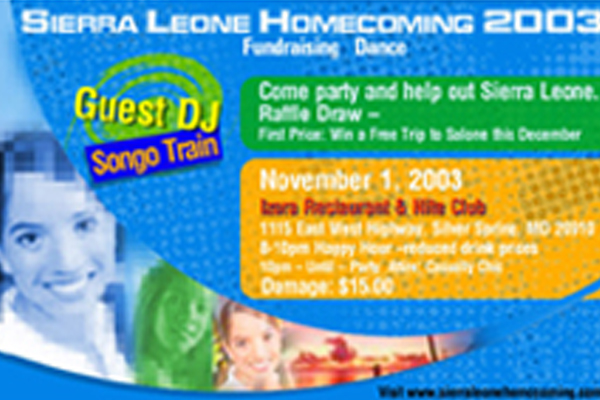 SIERRA LEONE HOMECOMING 2003
Fundraising Dance
Guest DJ
Songo Train
Come party and help out Sierra Leone.
Raffle Draw –
First Price: Win a Free Trip to Salone this December
November 1, 2003
Restaurant & Nite Club
1115 East West Highway, Silver Spring, MD 20910
8-10pm Happy Hour -reduced drink prices
10pm - Until - Party Attire: Casually Chic
Damage: $15.00
Visit www.sierraleonehomecoming.com